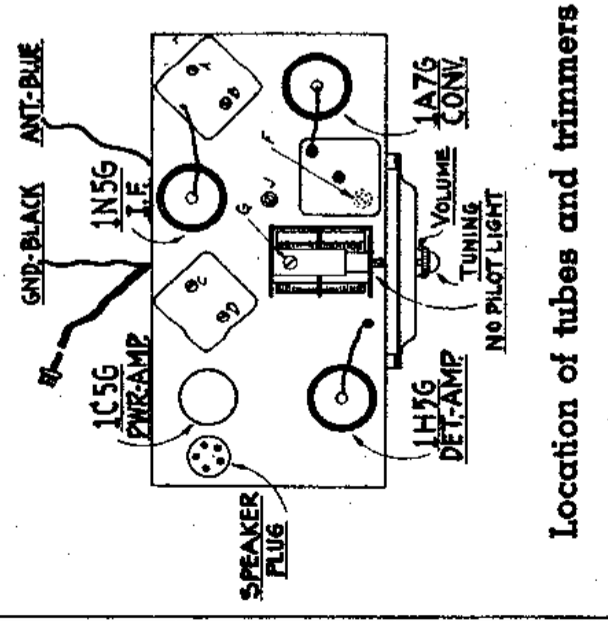 ANT.-BLUE
GND-BLACK
1N5G
I.F.
1C5G
PWR-AMP.
SPEAKER
PLUG
A
B
C
D
G
J
F
1A7G
CONV.
1H5G
DET-AMP.
VOLUME
TUNING
NO PILOT LIGHT
Location of tubes and trimmers